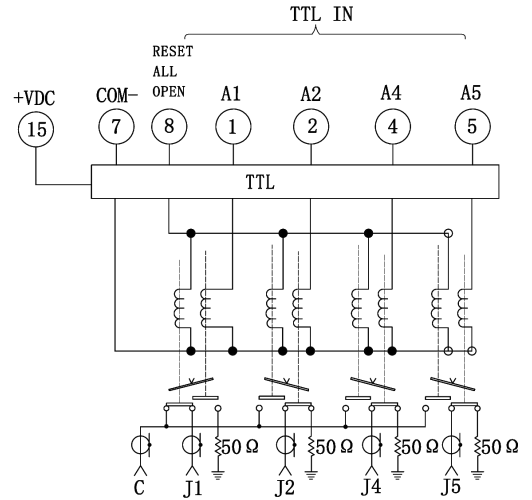 TTL IN
RESET
ALL
OPEN
+VDC COM- A1 A2 A4 A5
15 7 8 1 2 4 5
TTL
50 Ω 50 Ω 50 Ω 50 Ω
C J1 J2 J4 J5